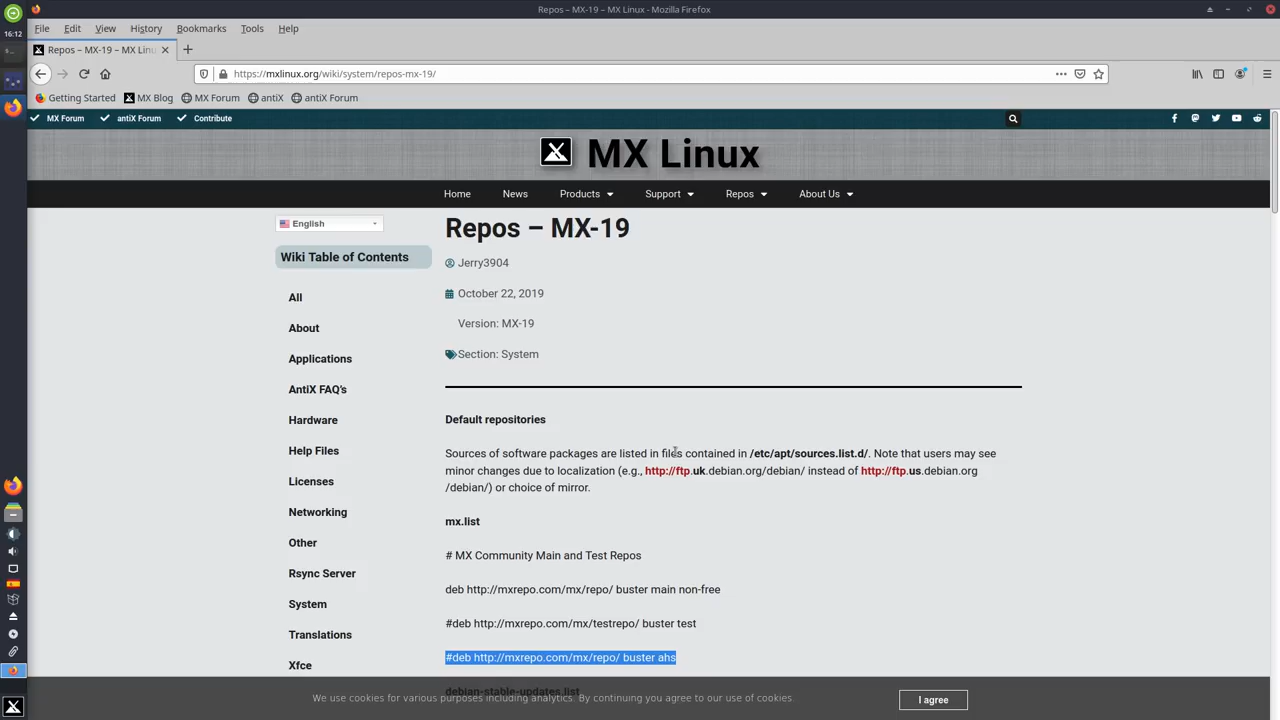 Repos – MX-19 – MX Linux - Mozilla Firefox
16:12
File Edit View History Bookmarks Tools Help
Repos – MX-19 – MX Linu
https://mxlinux.org/wiki/system/repos-mx-19/
Getting Started MX Blog MX Forum antiX antiX Forum
MX Forum antiX Forum Contribute
MX Linux
Home News Products Support Repos About Us
English
Wiki Table of Contents
All
About
Applications
AntiX FAQ's
Hardware
Help Files
Licenses
Networking
Other
Rsync Server
System
Translations
Xfce
Repos – MX-19
Jerry3904
October 22, 2019
Version: MX-19
Section: System
Default repositories
Sources of software packages are listed in files contained in /etc/apt/sources.list.d/. Note that users may see
minor changes due to localization (e.g., http://ftp.uk.debian.org/debian/ instead of http://ftp.us.debian.org
/debian/) or choice of mirror.
mx.list
# MX Community Main and Test Repos
deb http://mxrepo.com/mx/repo/ buster main non-free
#deb http://mxrepo.com/mx/testrepo/ buster test
#deb http://mxrepo.com/mx/repo/ buster ahs
debian-stable-updates.list
We use cookies for various purposes including analytics. By continuing you agree to our use of cookies.
I agree